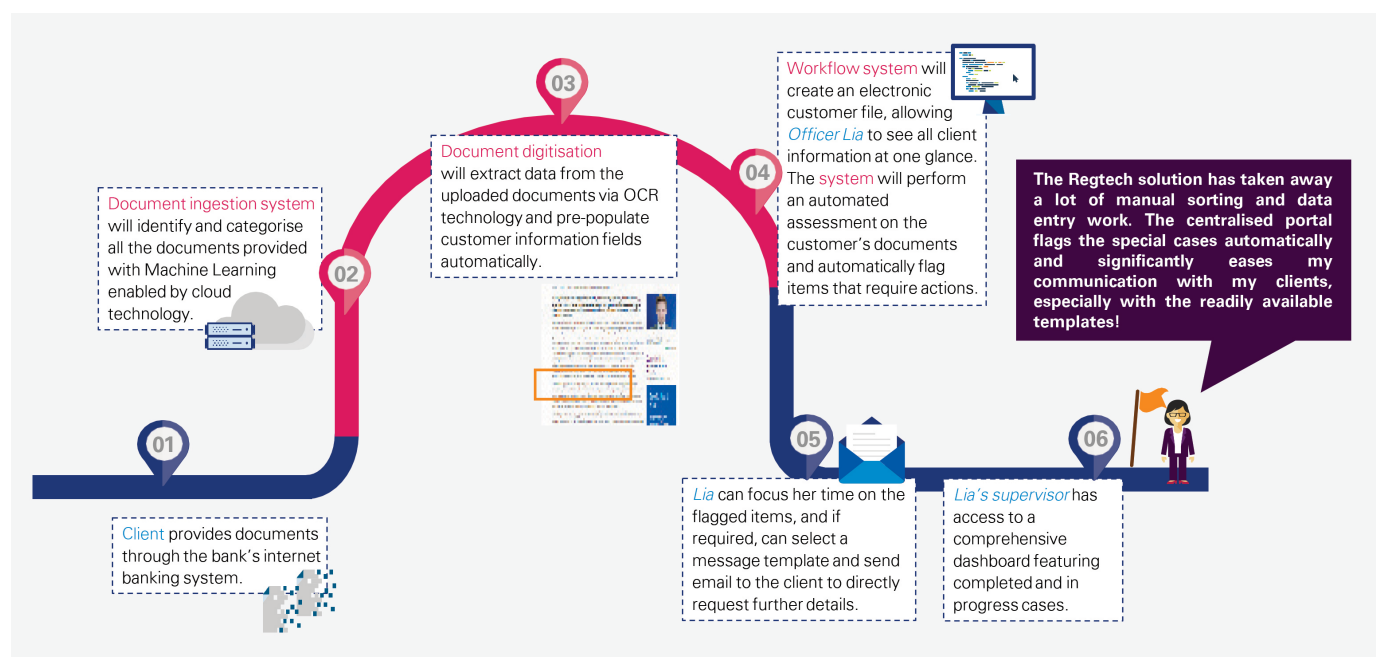 01
Client provides documents
through the bank's internet
banking system.
02
Document ingestion system
will identify and categorise
all the documents provided
with Machine Learning
enabled by cloud
technology.
03
Document digitisation
will extract data from the
uploaded documents via OCR
technology and pre-populate
customer information fields
automatically.
04
Workflow system will
create an electronic
customer file, allowing
Officer Lia to see all client
information at one glance.
The system will perform
an automated
assessment on the
customer's documents
and automatically flag
items that require actions.
05
Lia can focus her time on the
flagged items, and if
required, can select a
message template and send
email to the client to directly
request further details.
06
Lia's supervisor has
access to a
comprehensive
dashboard featuring
completed and in
progress cases.
The Regtech solution has taken away
a lot of manual sorting and data
entry work. The centralised portal
flags the special cases automatically
and significantly eases my
communication with my clients,
especially with the readily available
templates!